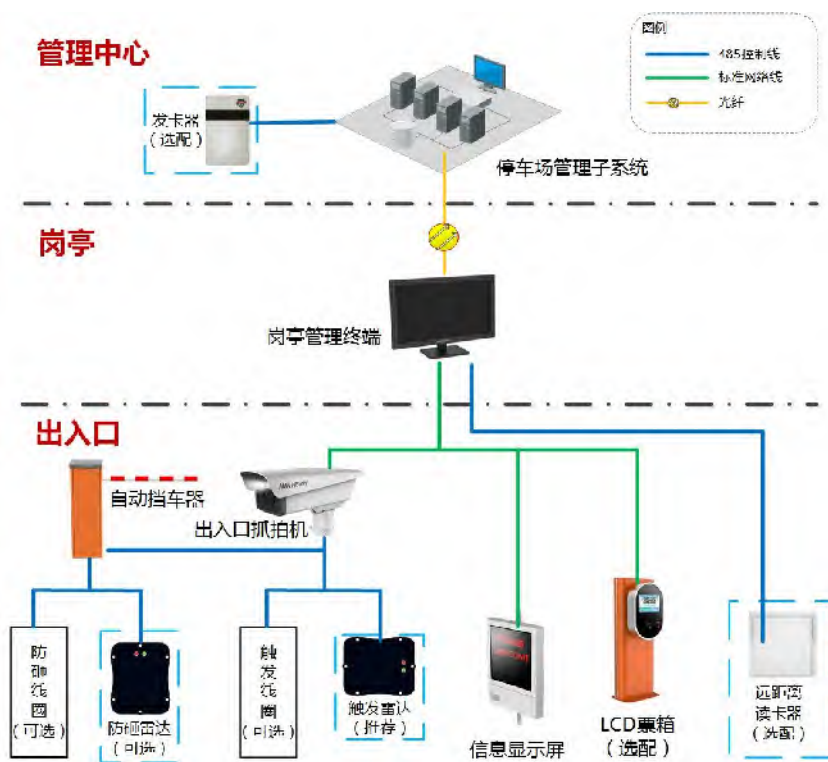 管理中心
发卡器
（选配）
停车场管理子系统
图例
485控制线
标准网络线
光纤
岗亭
岗亭管理终端
出入口
自动挡车器
出入口抓拍机
防
砸
线
圈
（可选）
防砸雷达
（可选）
触
发
线
圈
（可选）
触发雷达
（推荐）
信息显示屏
LCD票箱
（选配）
远距离
读卡器
（选配）